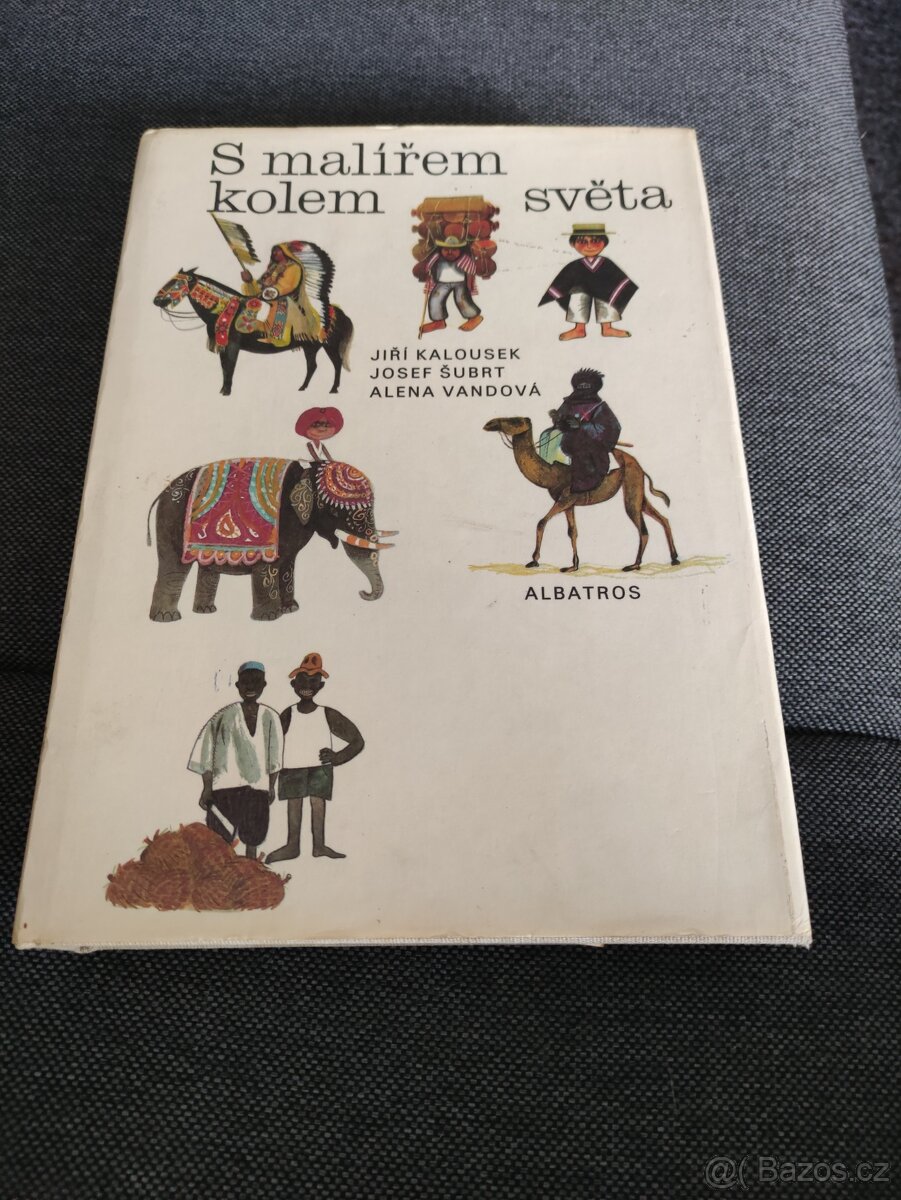 S malířem
kolem světa
JIŘÍ KALOUSEK
JOSEF ŠUBRT
ALENA VANDOVÁ
ALBATROS
@( Bazos.cz